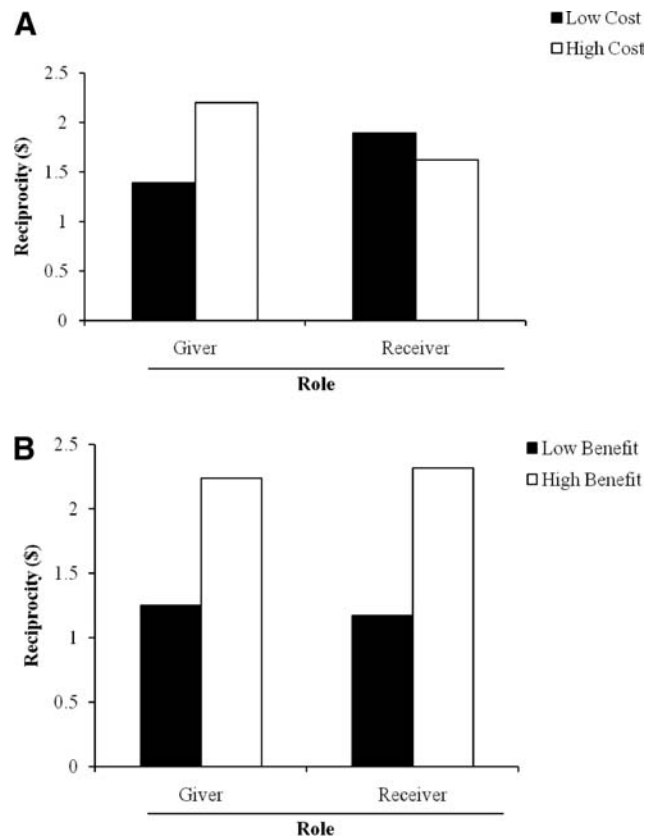 A
Low Cost
High Cost
2.5
2
1.5
1
0.5
0
Reciprocity ($)
Giver
Receiver
Role
B
Low Benefit
High Benefit
2.5
2
1.5
1
0.5
0
Reciprocity ($)
Giver
Receiver
Role